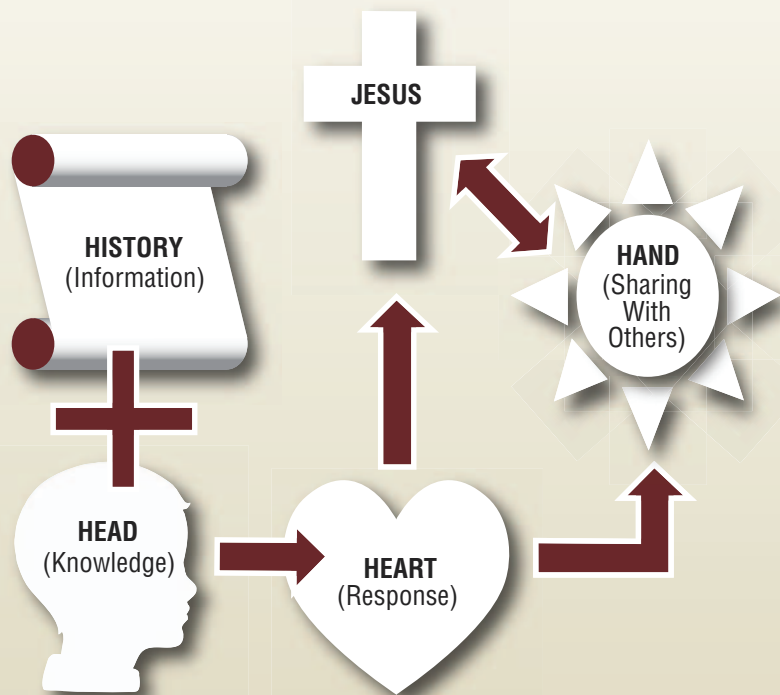 JESUS
HISTORY
(Information)
HAND
(Sharing
With
Others)
HEAD
(Knowledge)
HEART
(Response)